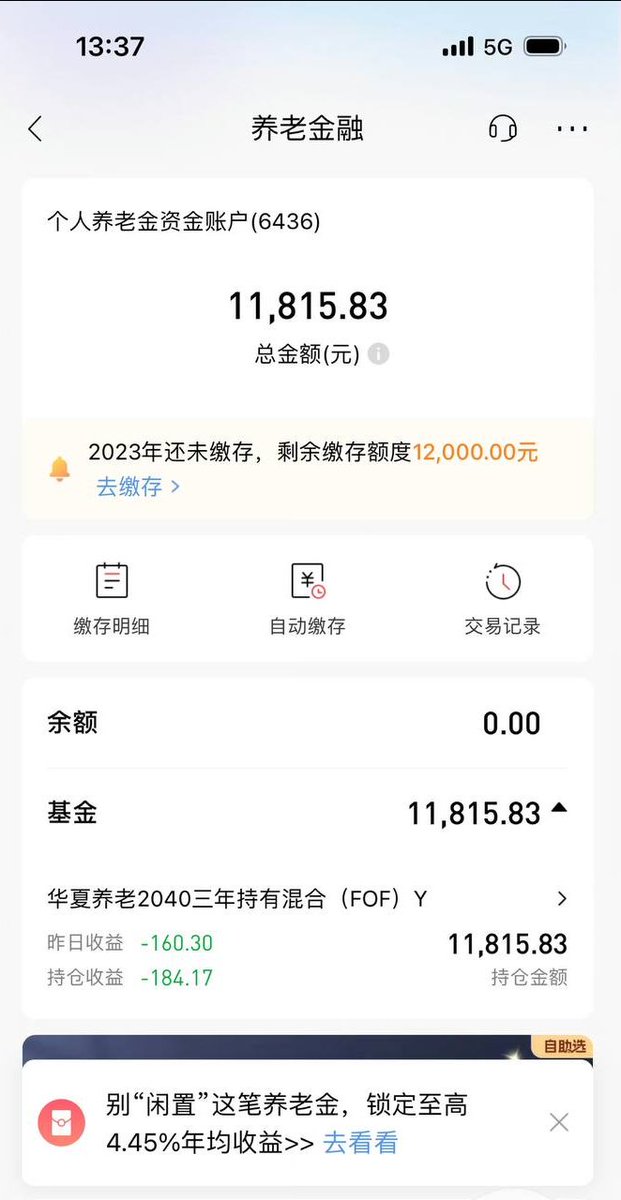 13:37
5G
养老金融
个人养老金资金账户(6436)
11,815.83
总金额(元)
2023年还未缴存，剩余缴存额度12,000.00元
去缴存 >
缴存明细 自动缴存 交易记录
余额 0.00
基金 11,815.83
华夏养老2040三年持有混合（FOF）Y
昨日收益 -160.30 11,815.83
持仓收益 -184.17 持仓金额
自助选
别“闲置”这笔养老金，锁定至高
4.45%年均收益>> 去看看